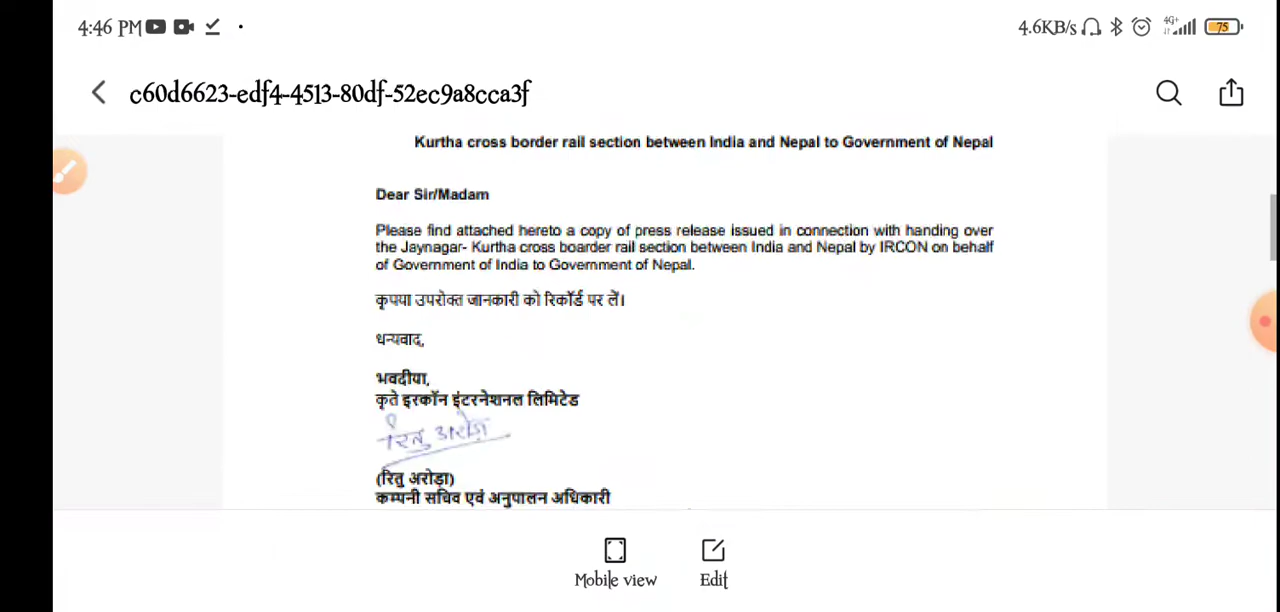 4:46 PM
4.6KB/s 4G+ 75
c60d6623-edf4-4513-80df-52ec9a8cca3f
Kurtha cross border rail section between India and Nepal to Government of Nepal
Dear Sir/Madam
Please find attached hereto a copy of press release issued in connection with handing over
the Jaynagar- Kurtha cross boarder rail section between India and Nepal by IRCON on behalf
of Government of India to Government of Nepal.
कृपया उपरोक्त जानकारी को रिकॉर्ड पर लें।
धन्यवाद,
भवदीया,
कृते इरकॉन इंटरनेशनल लिमिटेड
रितु अरोड़ा
(रितु अरोड़ा)
कम्पनी सचिव एवं अनुपालन अधिकारी
Mobile view
Edit